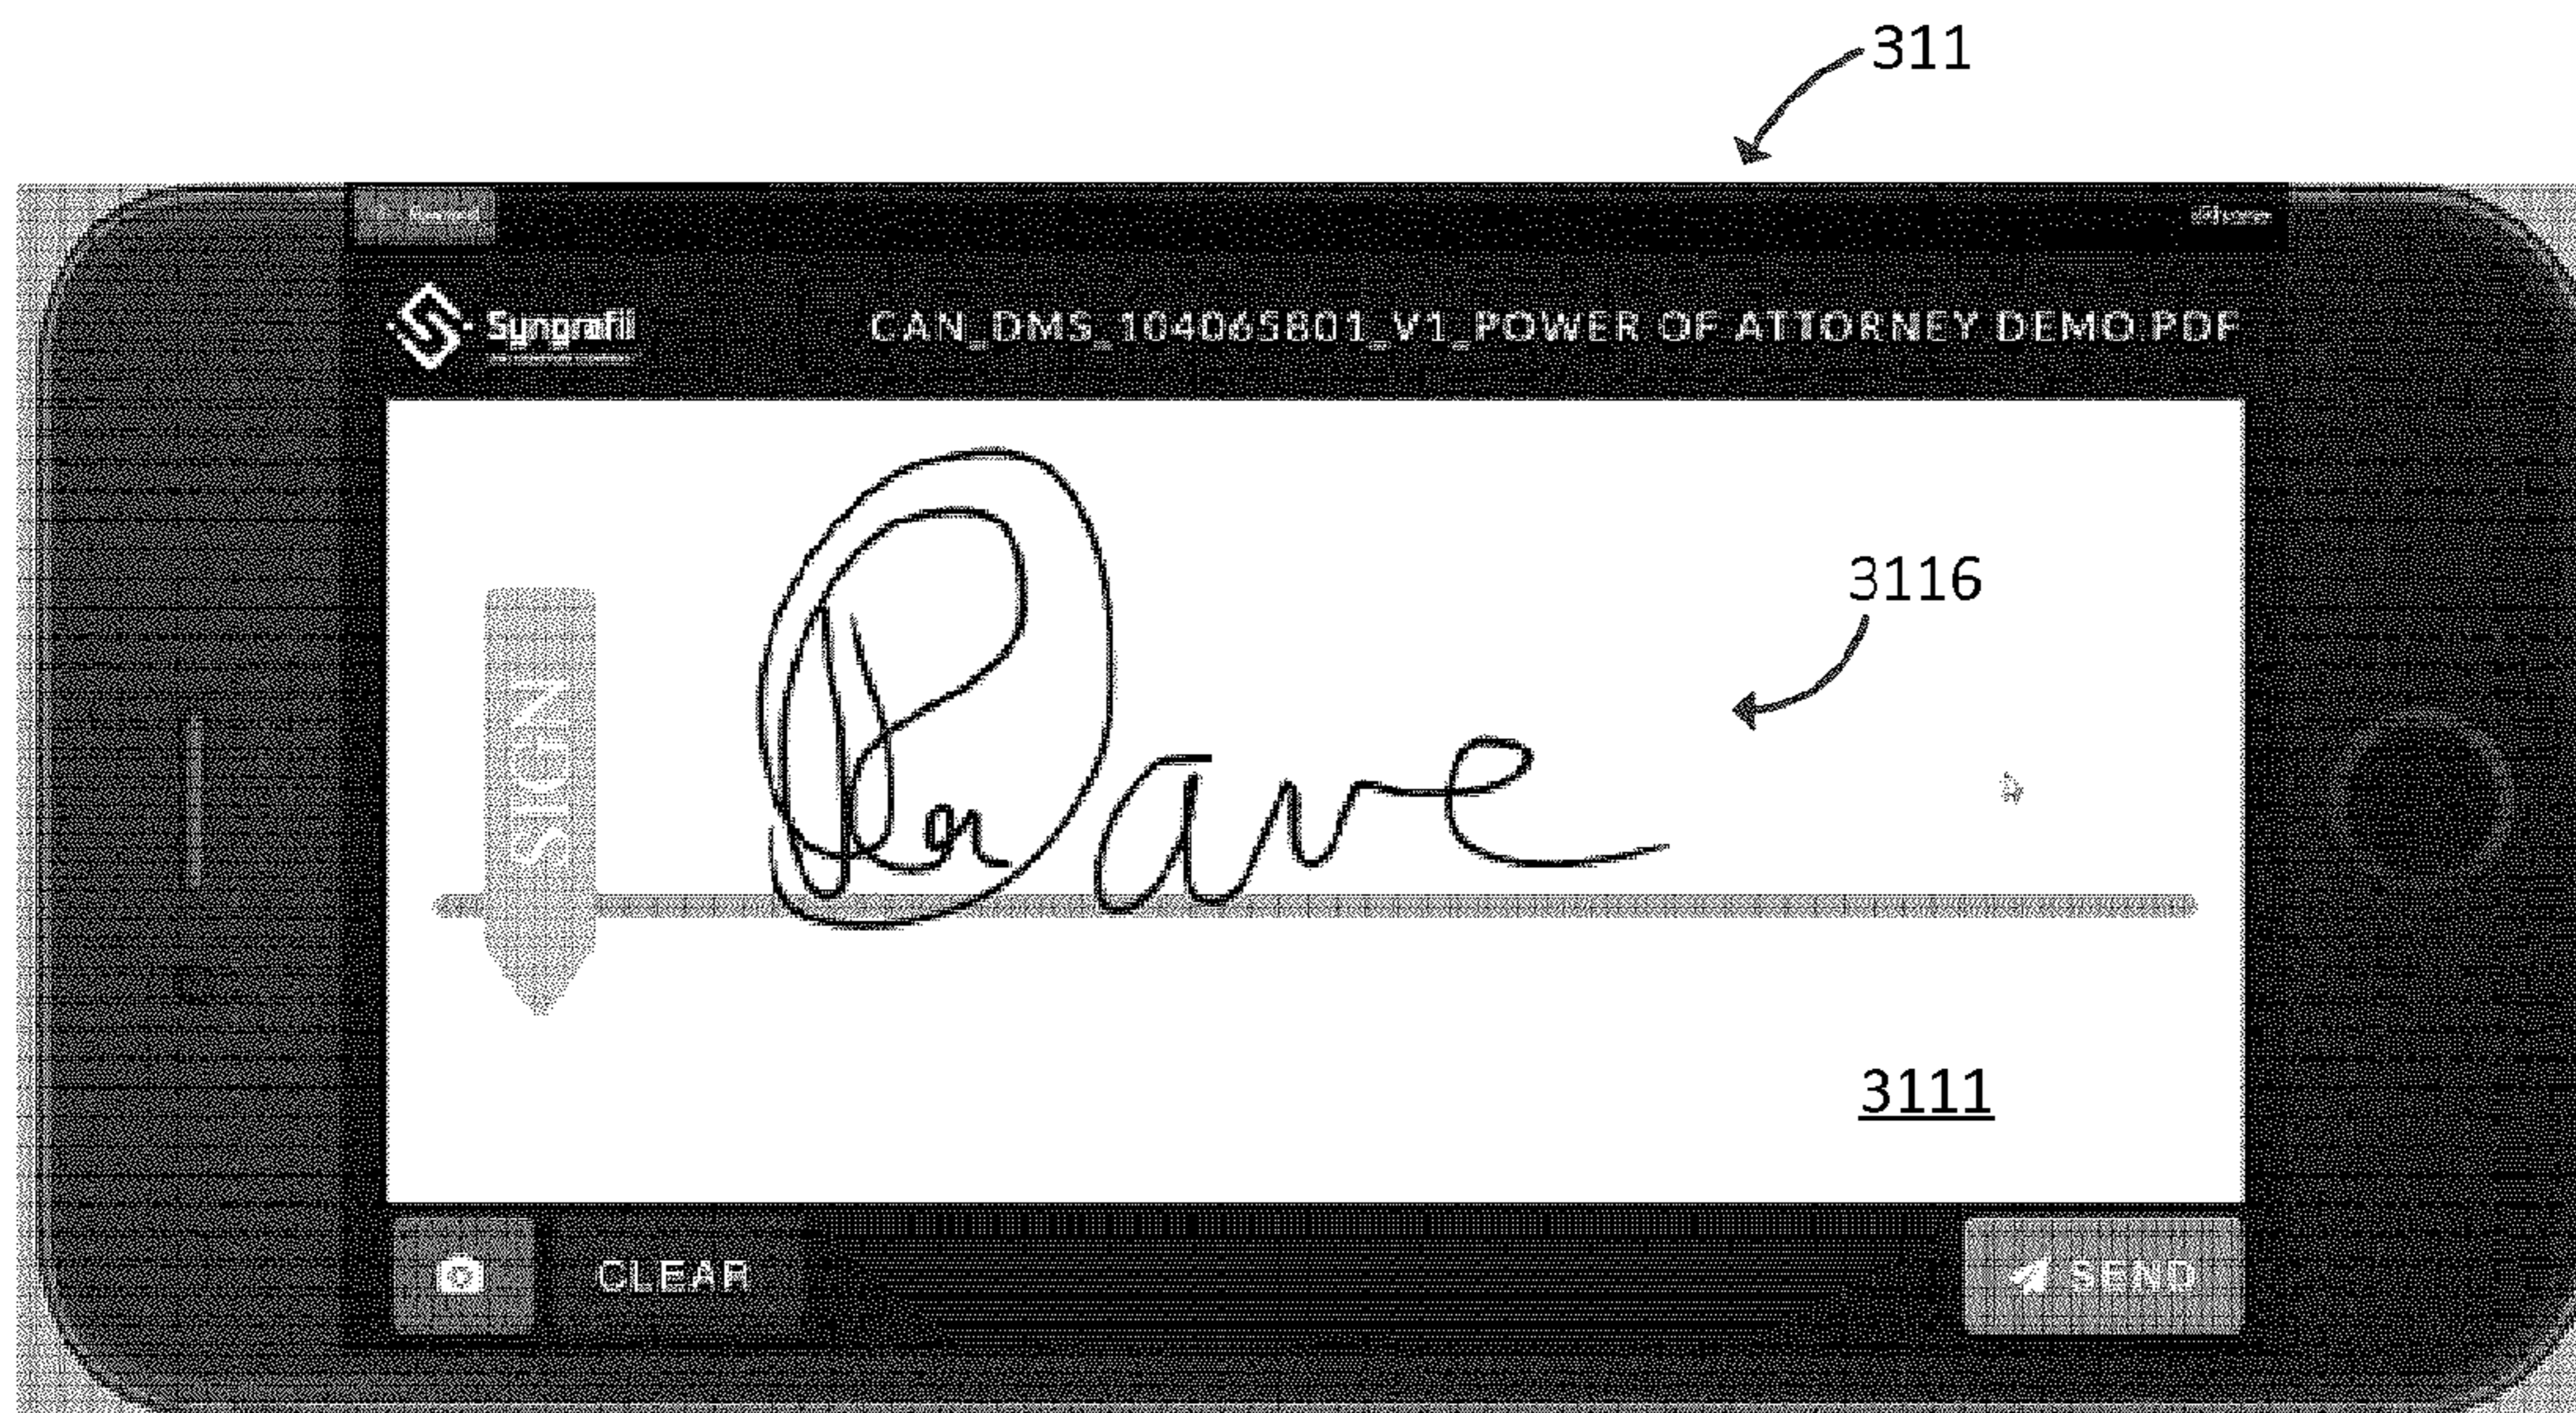 311
Syngrafii
CAN_DMS_104065801_V1_POWER OF ATTORNEY DEMO.PDF
3116
SIGN
Dave
3111
CLEAR
SEND